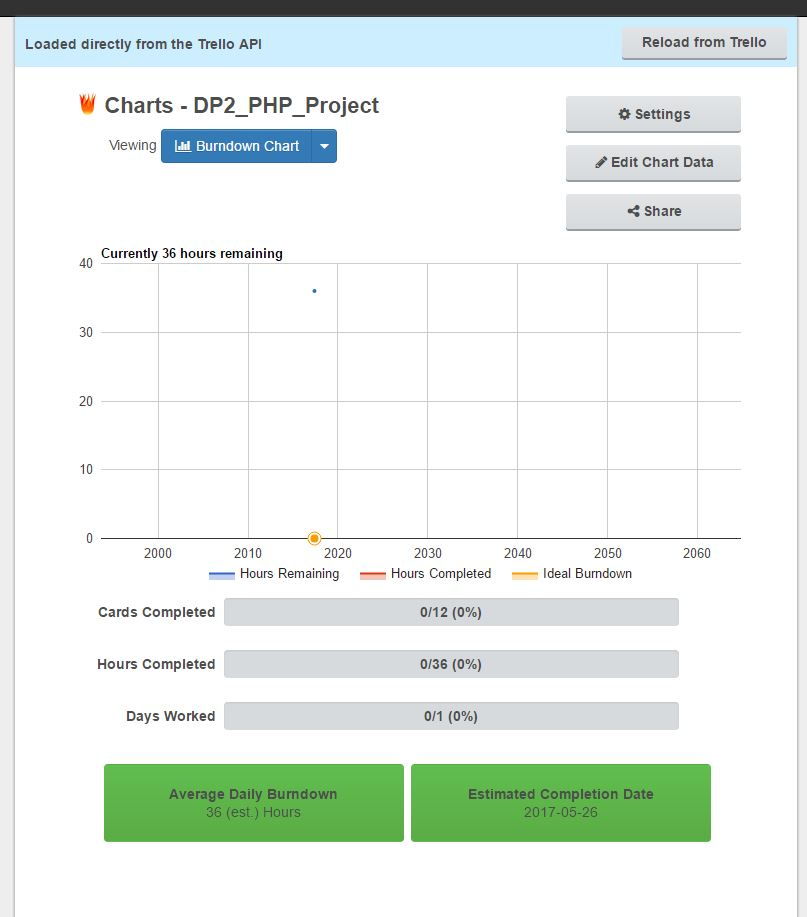 Loaded directly from the Trello API
Reload from Trello
Charts - DP2_PHP_Project
Settings
Viewing
Burndown Chart
Edit Chart Data
Share
Currently 36 hours remaining
40
30
20
10
0
2000 2010 2020 2030 2040 2050 2060
Hours Remaining Hours Completed Ideal Burndown
Cards Completed 0/12 (0%)
Hours Completed 0/36 (0%)
Days Worked 0/1 (0%)
Average Daily Burndown
36 (est.) Hours
Estimated Completion Date
2017-05-26